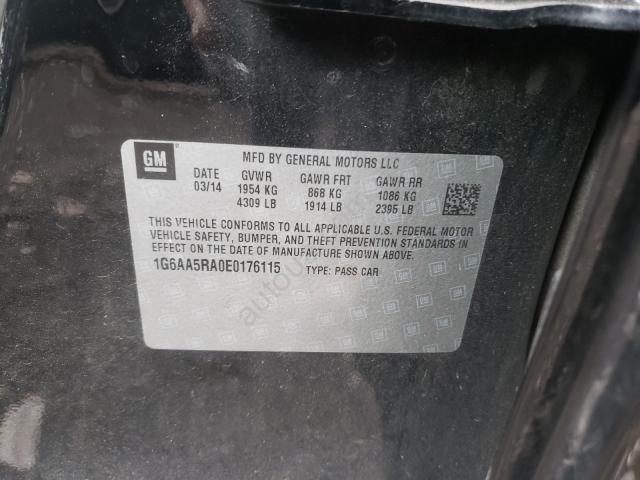 GM MFD BY GENERAL MOTORS LLC
DATE GVWR GAWR FRT GAWR RR
03/14 1954 KG 868 KG 1086 KG
4309 LB 1914 LB 2395 LB
THIS VEHICLE CONFORMS TO ALL APPLICABLE U.S. FEDERAL MOTOR
VEHICLE SAFETY, BUMPER, AND THEFT PREVENTION STANDARDS IN
EFFECT ON THE DATE OF MANUFACTURE SHOWN ABOVE.
1G6AA5RA0E0176115 TYPE: PASS CAR